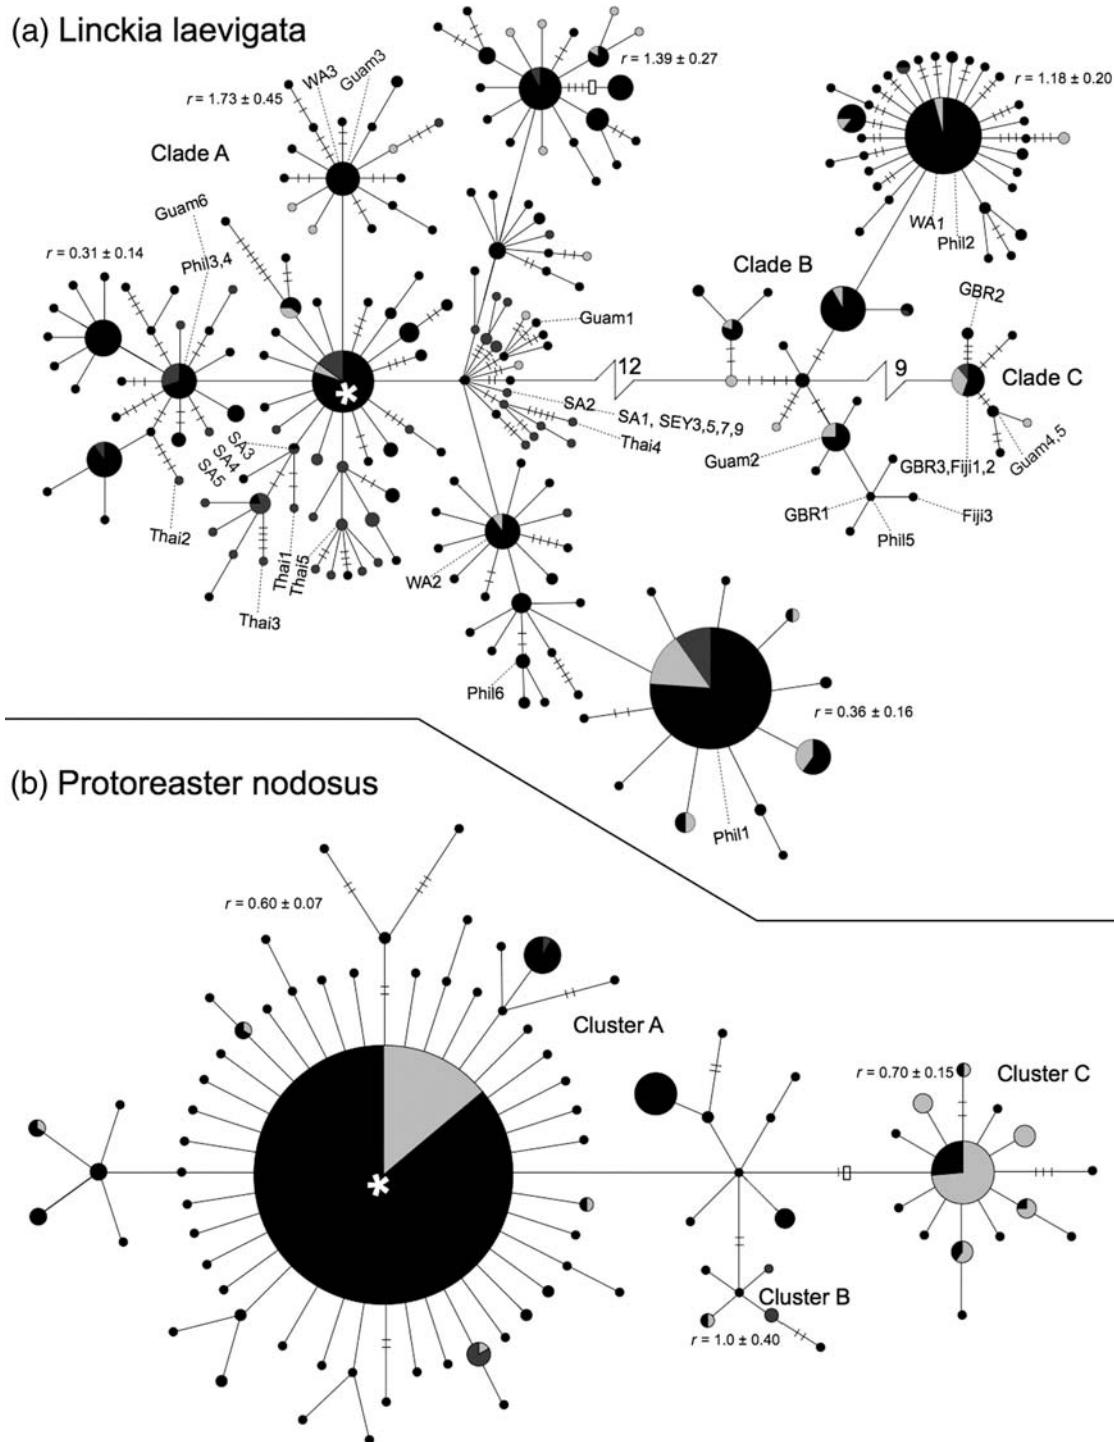 (a) Linckia laevigata
r = 1.39 ± 0.27
r = 1.18 ± 0.20
WA3
Guam3
r = 1.73 ± 0.45
Clade A
Guam6
WA1
Phil2
r = 0.31 ± 0.14
Phil3,4
Clade B
GBR2
Guam1
12
9
Clade C
*
SA2
SA1, SEY3,5,7,9
Thai4
SA3
SA4
SA5
Guam2
GBR3,Fiji1,2
Guam4,5
GBR1
Fiji3
Phil5
Thai2
Thai1
Thai5
WA2
Thai3
Phil6
r = 0.36 ± 0.16
Phil1
(b) Protoreaster nodosus
r = 0.60 ± 0.07
Cluster A
r = 0.70 ± 0.15
Cluster C
*
Cluster B
r = 1.0 ± 0.40